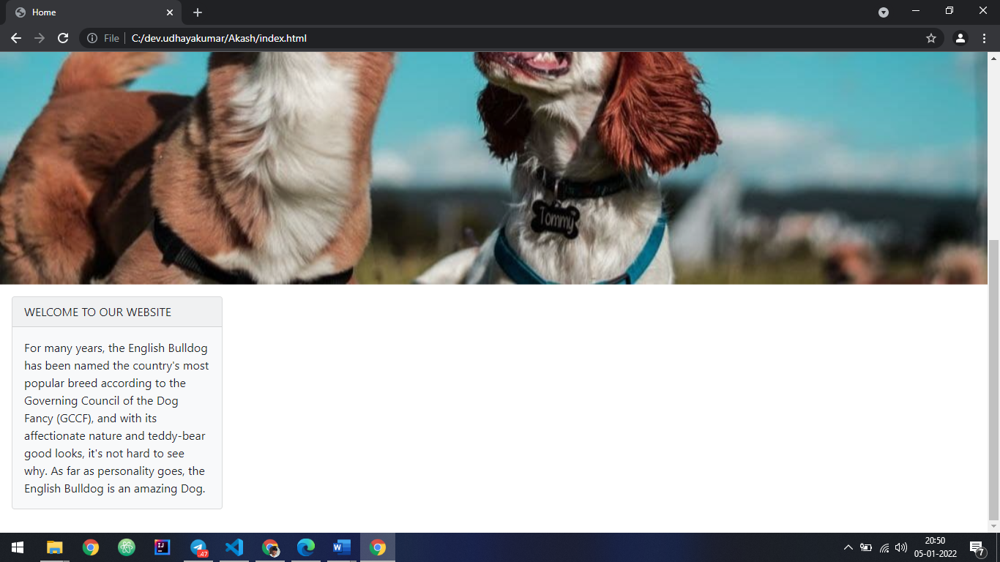 Home
File
C:/dev.udhayakumar/Akash/index.html
Tommy
WELCOME TO OUR WEBSITE
For many years, the English Bulldog
has been named the country's most
popular breed according to the
Governing Council of the Dog
Fancy (GCCF), and with its
affectionate nature and teddy-bear
good looks, it's not hard to see
why. As far as personality goes, the
English Bulldog is an amazing Dog.
IJ
.47
W
20:50
05-01-2022
7